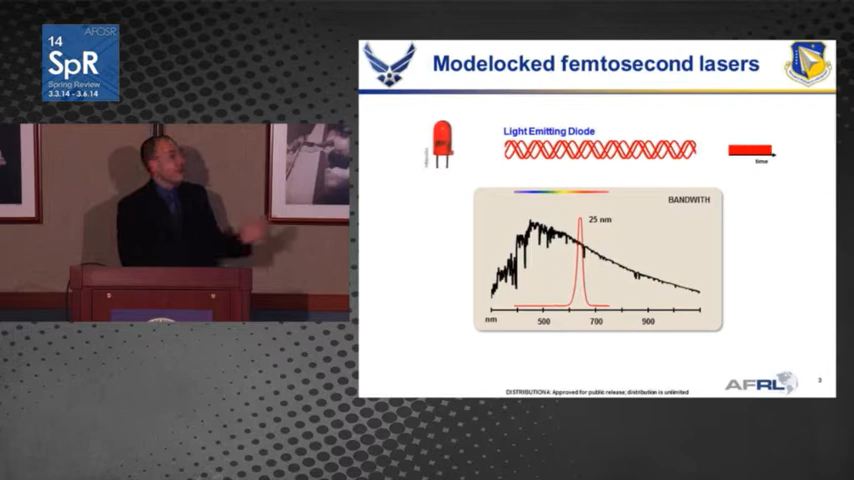 AFOSR
14
SpR
Spring Review
3.3.14 - 3.6.14
Modelocked femtosecond lasers
Light Emitting Diode
time
BANDWITH
25 nm
nm
500
700
900
AFRL
3
DISTRIBUTION A: Approved for public release; distribution is unlimited